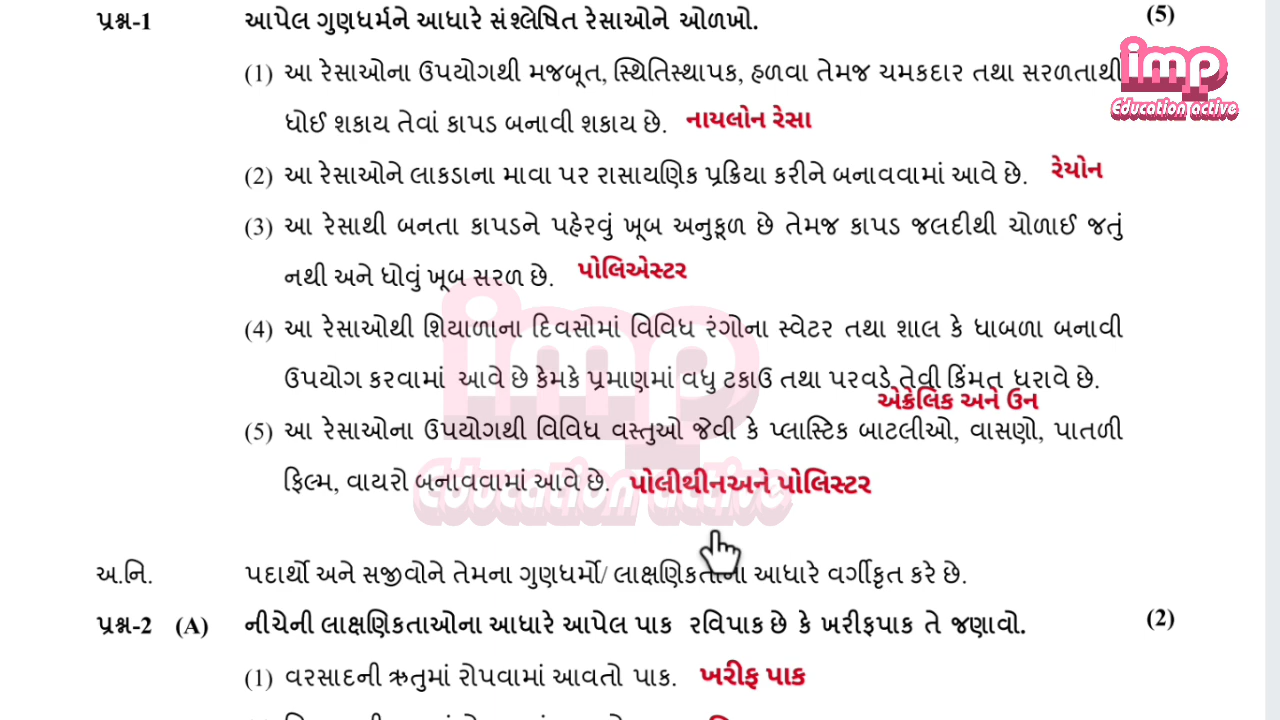 પ્રશ્ન-1 આપેલ ગુણધર્મને આધારે સંશ્લેષિત રેસાઓને ઓળખો. (5)
imp
Education active
(1) આ રેસાઓના ઉપયોગથી મજબૂત, સ્થિતિસ્થાપક, હળવા તેમજ ચમકદાર તથા સરળતાથી
ધોઈ શકાય તેવાં કાપડ બનાવી શકાય છે. નાયલોન રેસા
(2) આ રેસાઓને લાકડાના માવા પર રાસાયણિક પ્રક્રિયા કરીને બનાવવામાં આવે છે. રેયોન
(3) આ રેસાથી બનતા કાપડને પહેરવું ખૂબ અનુકૂળ છે તેમજ કાપડ જલદીથી ચોળાઈ જતું
નથી અને ધોવું ખૂબ સરળ છે. પોલિએસ્ટર
(4) આ રેસાઓથી શિયાળાના દિવસોમાં વિવિધ રંગોના સ્વેટર તથા શાલ કે ધાબળા બનાવી
ઉપયોગ કરવામાં આવે છે કેમકે પ્રમાણમાં વધુ ટકાઉ તથા પરવડે તેવી કિંમત ધરાવે છે.
એક્રેલિક અને ઉન
(5) આ રેસાઓના ઉપયોગથી વિવિધ વસ્તુઓ જેવી કે પ્લાસ્ટિક બાટલીઓ, વાસણો, પાતળી
ફિલ્મ, વાયરો બનાવવામાં આવે છે. પોલીથીનઅને પોલિસ્ટર
imp
Education active
અ.નિ. પદાર્થો અને સજીવોને તેમના ગુણધર્મો/ લાક્ષણિકતાના આધારે વર્ગીકૃત કરે છે.
પ્રશ્ન-2 (A) નીચેની લાક્ષણિકતાઓના આધારે આપેલ પાક રવિપાક છે કે ખરીફપાક તે જણાવો. (2)
(1) વરસાદની ઋતુમાં રોપવામાં આવતો પાક. ખરીફ પાક